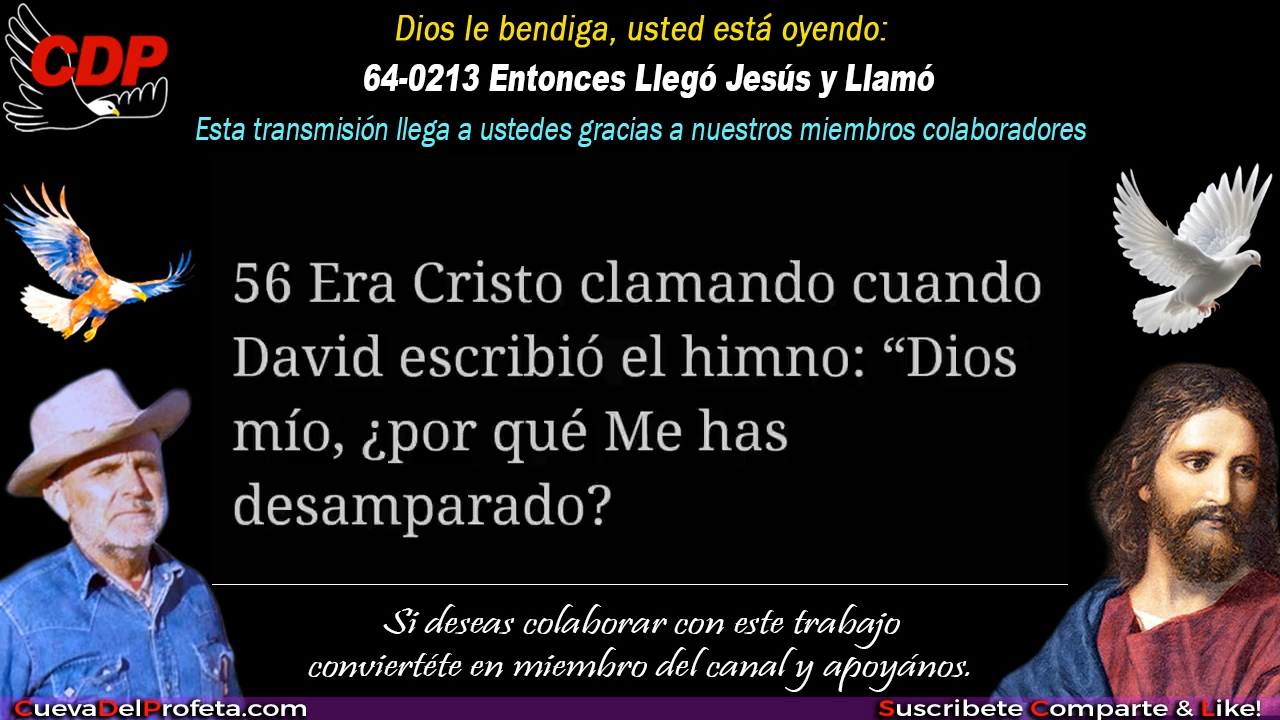 CDP
Dios le bendiga, usted está oyendo:
64-0213 Entonces Llegó Jesús y Llamó
Esta transmisión llega a ustedes gracias a nuestros miembros colaboradores
56 Era Cristo clamando cuando
David escribió el himno: “Dios
mío, ¿por qué Me has
desamparado?
Si deseas colaborar con este trabajo
conviertéte en miembro del canal y apoyános.
CuevaDelProfeta.com
Suscribete Comparte & Like!